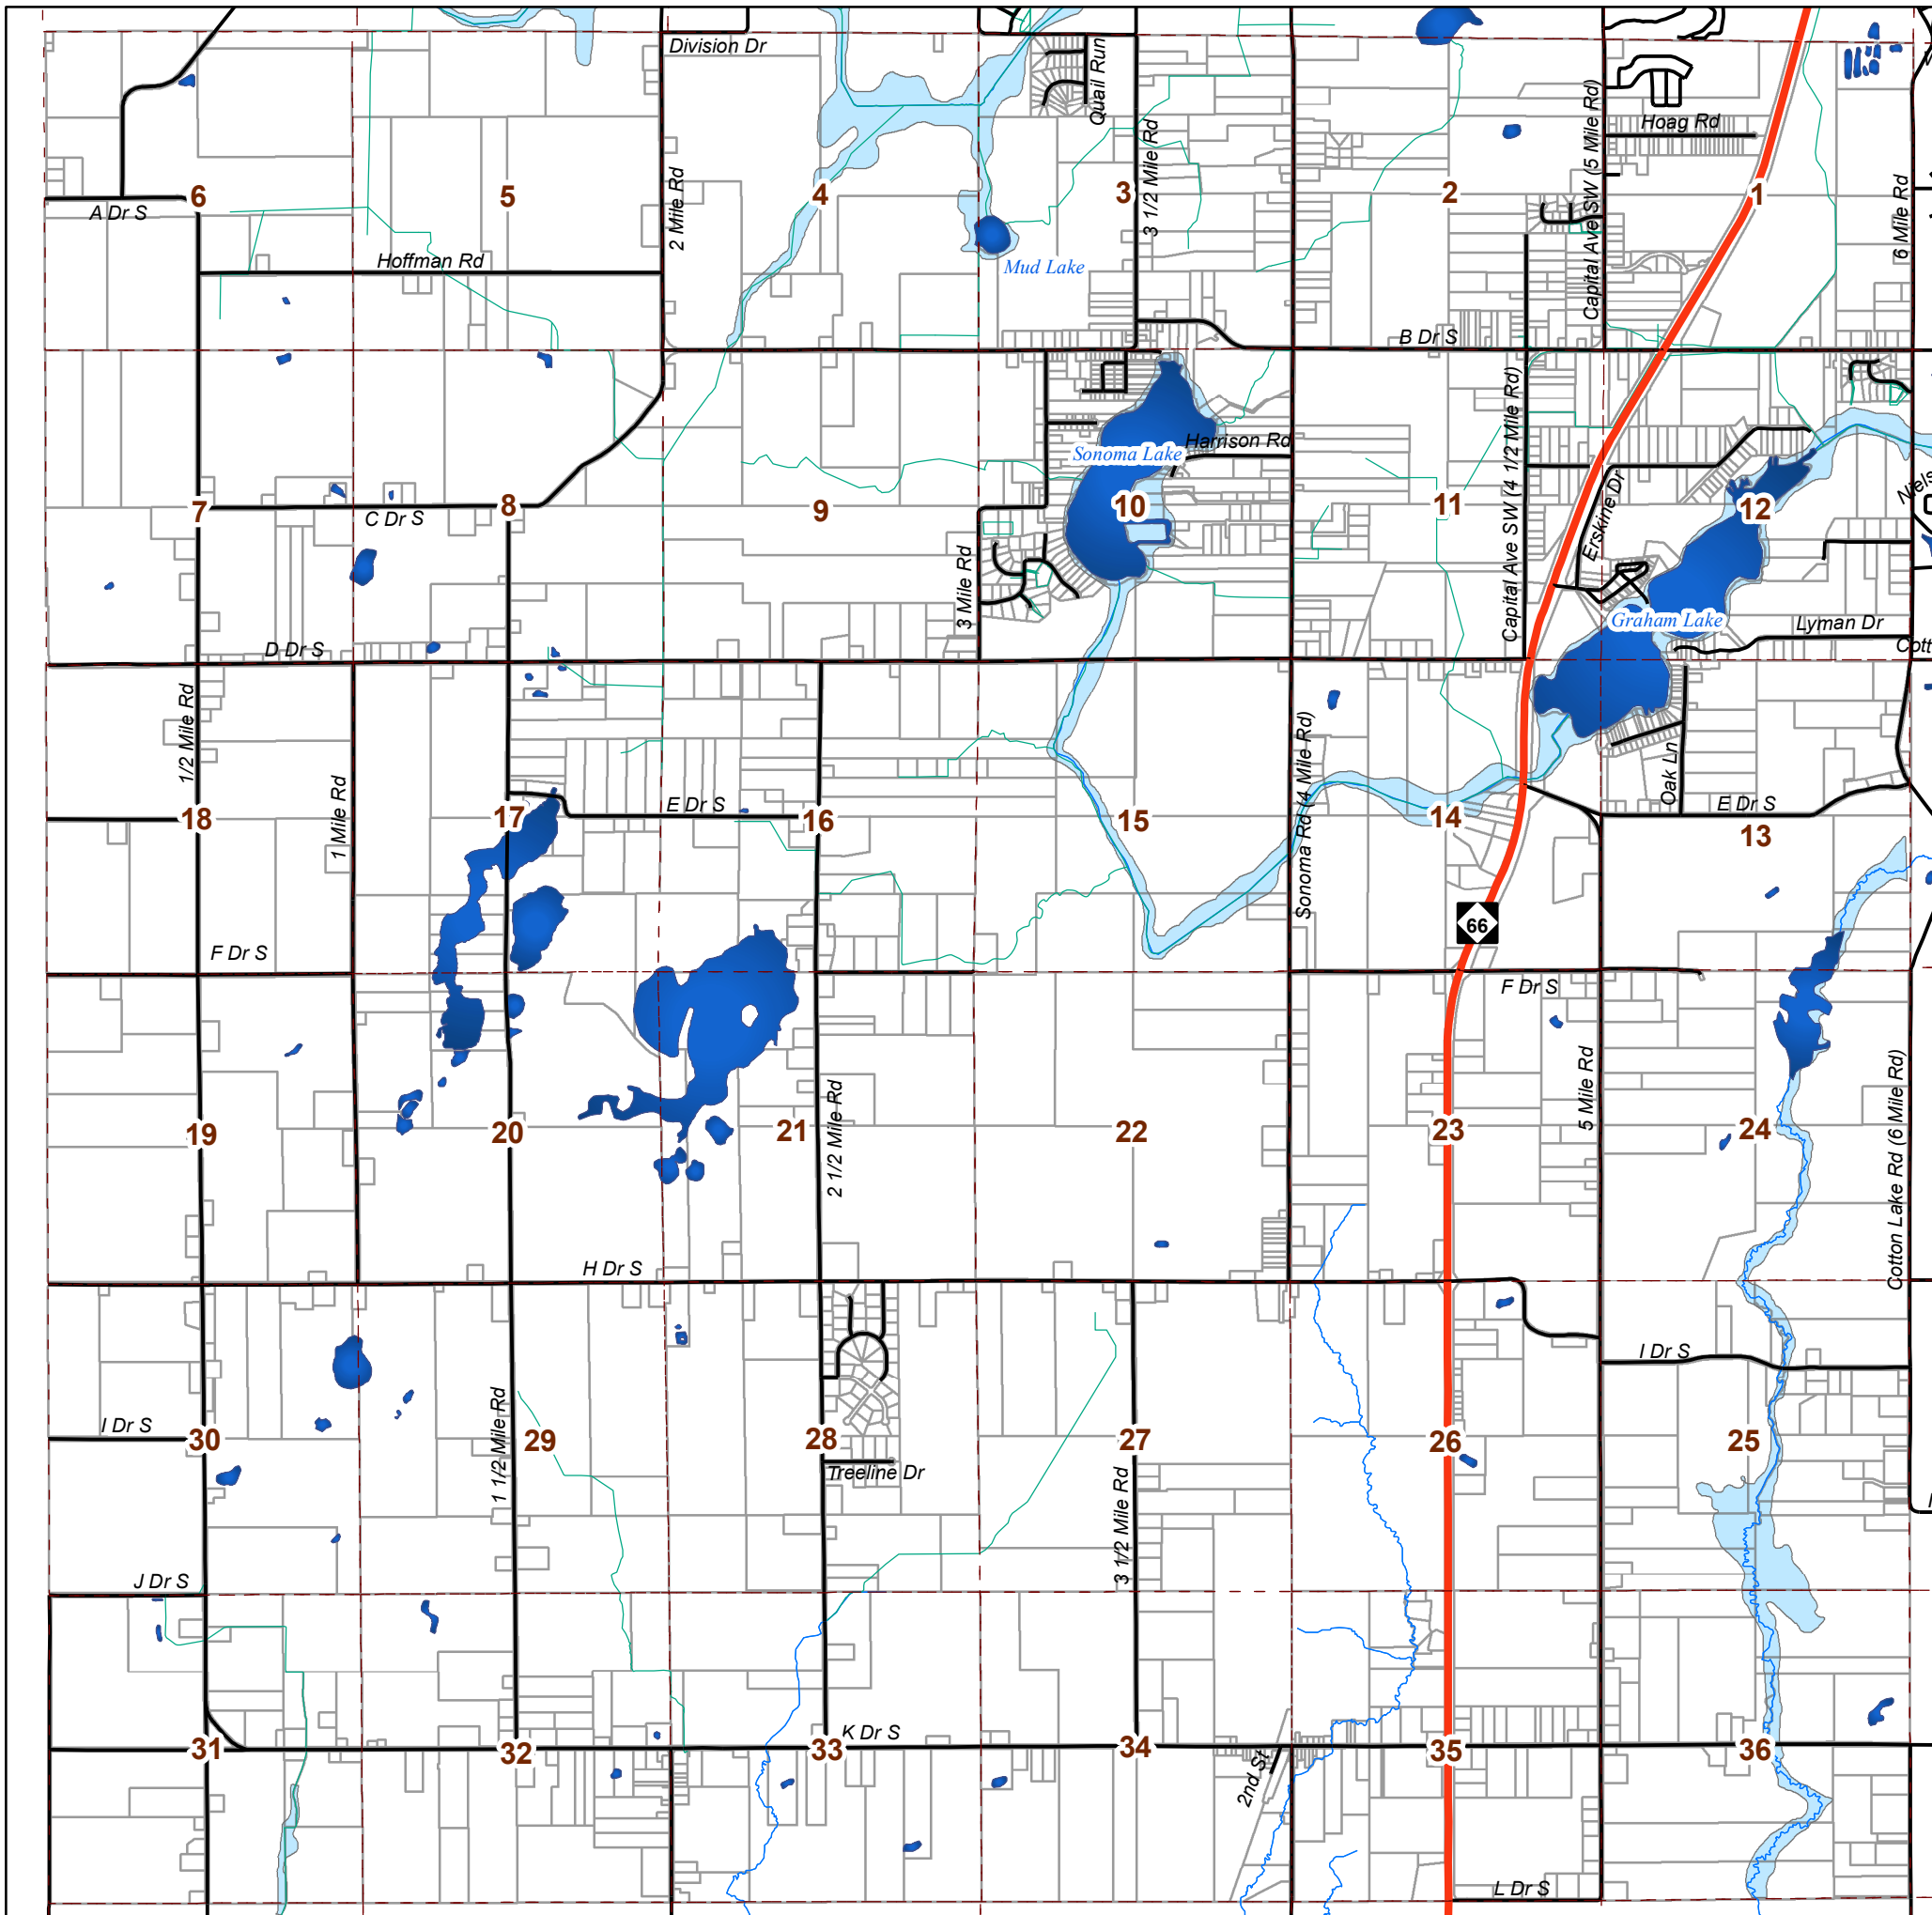 Division Dr
Quail Run
Hoag Rd
3 1/2 Mile Rd
Capital Ave SW (5 Mile Rd)
2 Mile Rd
6 Mile Rd
6
5
4
3
2
1
A Dr S
Hoffman Rd
Mud Lake
B Dr S
Capital Ave SW (4 1/2 Mile Rd)
Harrison Rd
Sonoma Lake
Erskine Dr
7
8
9
10
11
12
C Dr S
3 Mile Rd
Graham Lake
Lyman Dr
D Dr S
1/2 Mile Rd
1 Mile Rd
Sonoma Rd (4 Mile Rd)
Oak Ln
E Dr S
E Dr S
18
17
16
15
14
13
66
F Dr S
F Dr S
5 Mile Rd
Cotton Lake Rd (6 Mile Rd)
2 1/2 Mile Rd
19
20
21
22
23
24
H Dr S
I Dr S
I Dr S
1 1/2 Mile Rd
30
29
28
27
26
25
Treeline Dr
3 1/2 Mile Rd
J Dr S
K Dr S
31
32
33
34
35
36
2nd St
L Dr S